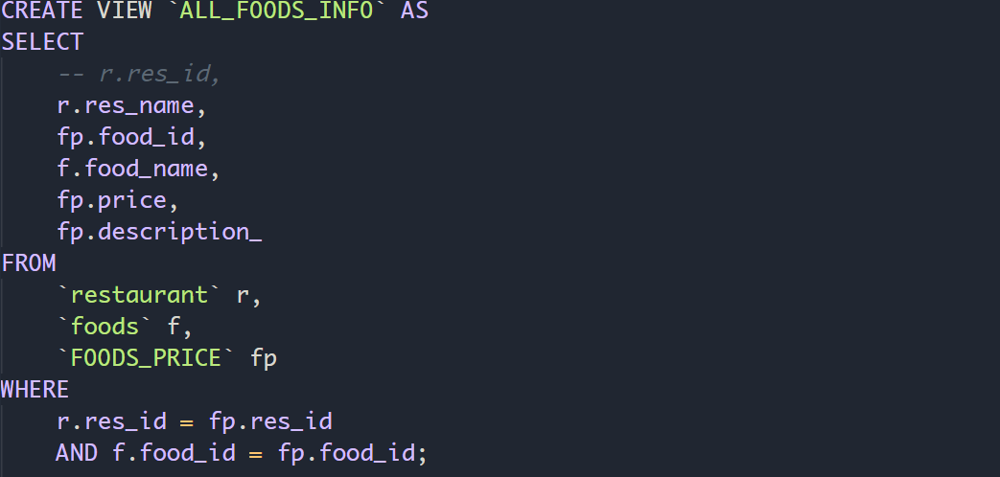 CREATE VIEW `ALL_FOODS_INFO` AS
SELECT
    -- r.res_id,
    r.res_name,
    fp.food_id,
    f.food_name,
    fp.price,
    fp.description_
FROM
    `restaurant` r,
    `foods` f,
    `FOODS_PRICE` fp
WHERE
    r.res_id = fp.res_id
    AND f.food_id = fp.food_id;